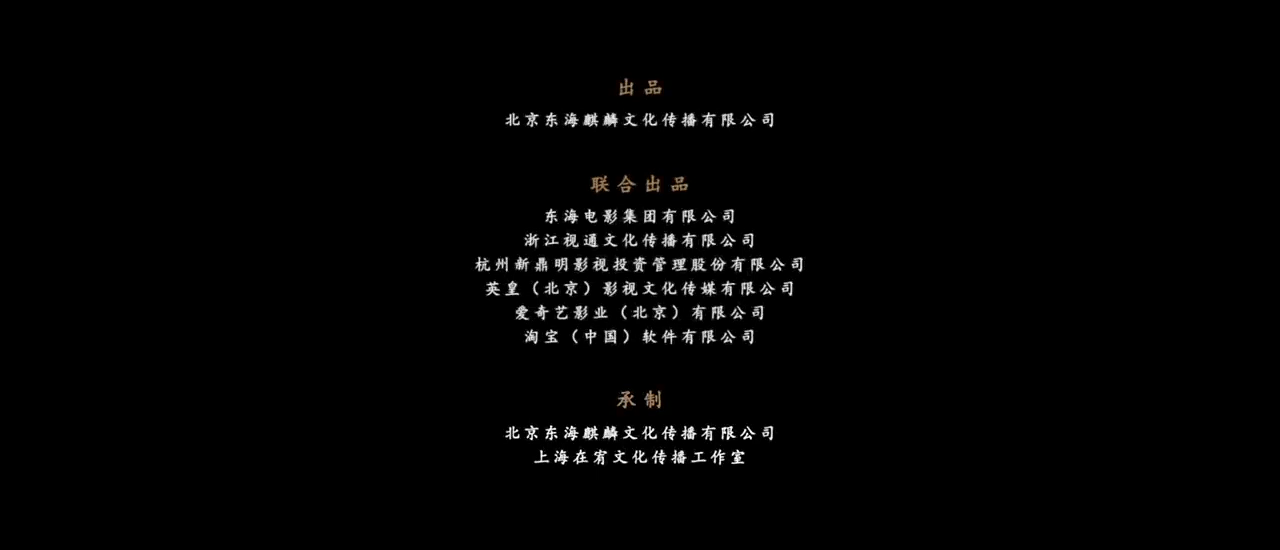 出品
北京东海麒麟文化传播有限公司
联合出品
东海电影集团有限公司
浙江视通文化传播有限公司
杭州新鼎明影视投资管理股份有限公司
英皇（北京）影视文化传媒有限公司
爱奇艺影业（北京）有限公司
淘宝（中国）软件有限公司
承制
北京东海麒麟文化传播有限公司
上海在宥文化传播工作室